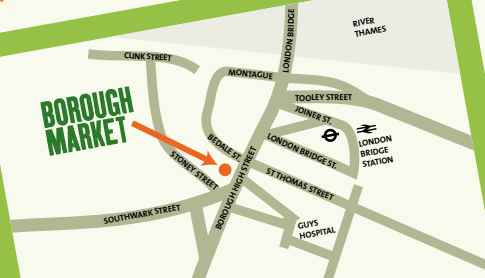 LONDON BRIDGE
RIVER
THAMES
CLINK STREET
MONTAGUE
BOROUGH
MARKET
TOOLEY STREET
JOINER ST.
BEDALE ST.
LONDON BRIDGE ST.
LONDON
BRIDGE
STATION
STONEY STREET
BOROUGH HIGH STREET
ST THOMAS STREET
SOUTHWARK STREET
GUYS
HOSPITAL